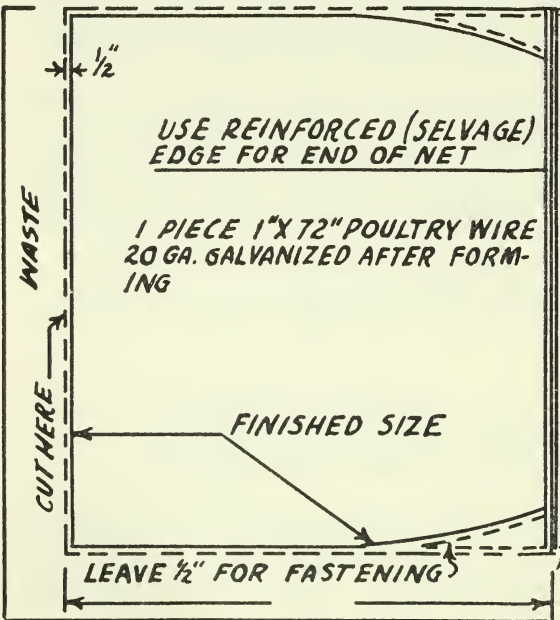 1/2"
USE REINFORCED (SELVAGE)
EDGE FOR END OF NET
WASTE
1 PIECE 1"X 72" POULTRY WIRE
20 GA. GALVANIZED AFTER FORM-
ING
CUT HERE
FINISHED SIZE
LEAVE 1/2" FOR FASTENING